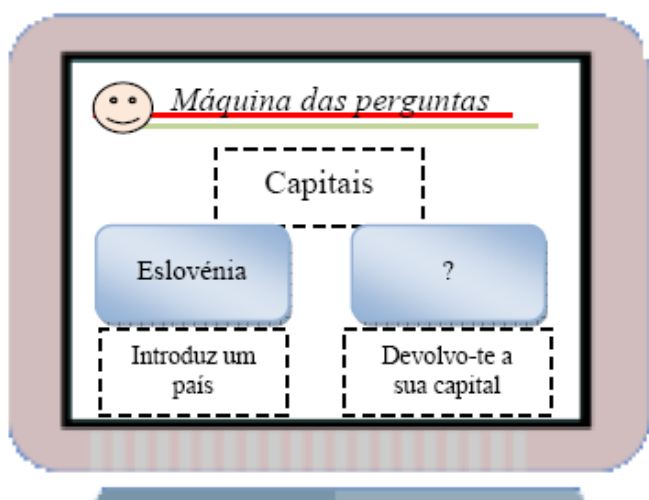 Máquina das perguntas
Capitais
Eslovénia
?
Introduz um
país
Devolvo-te a
sua capital